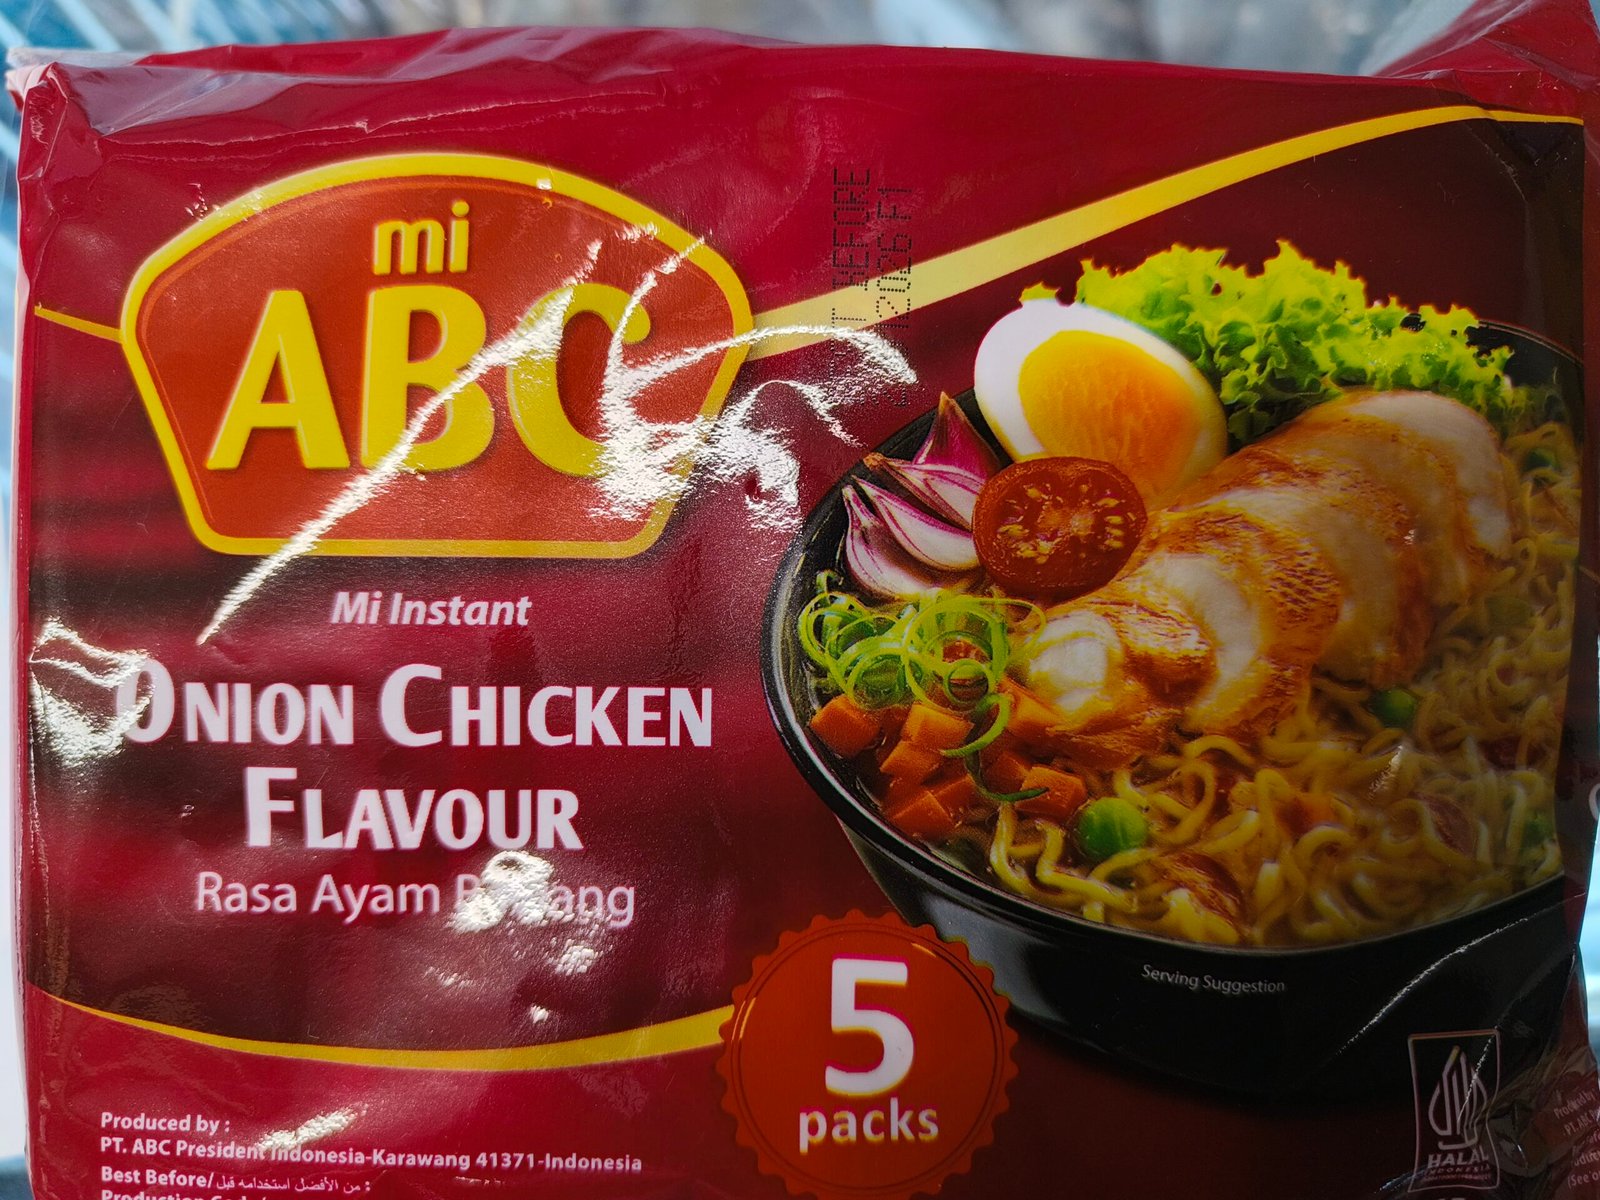 mi
ABC
Mi Instant
ONION CHICKEN
FLAVOUR
Rasa Ayam
5
packs
Serving Suggestion
Produced by :
PT. ABC President Indonesia-Karawang 41371-Indonesia
Best Before/ من الأفضل استخدامه قبل :
HALAL
INDONESIA